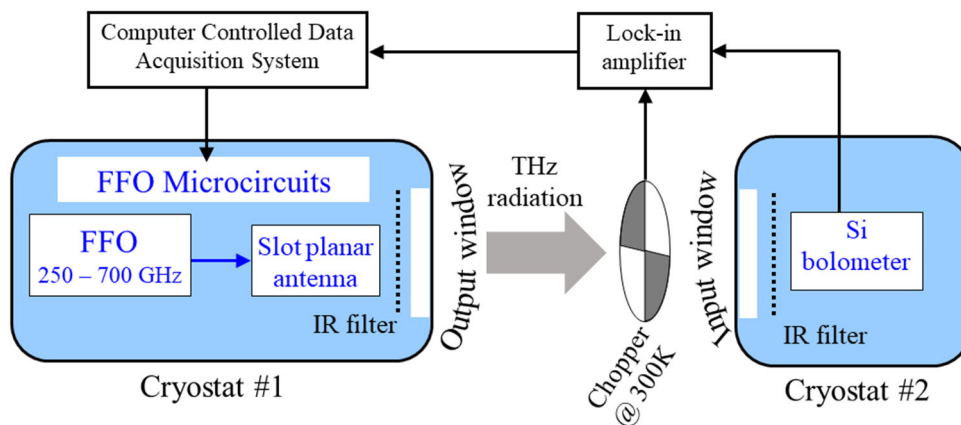 Computer Controlled Data
Acquisition System
Lock-in
amplifier
FFO Microcircuits
FFO
250 – 700 GHz
Slot planar
antenna
IR filter
Output window
THz
radiation
Chopper
@ 300K
Input window
Si
bolometer
IR filter
Cryostat #1
Cryostat #2